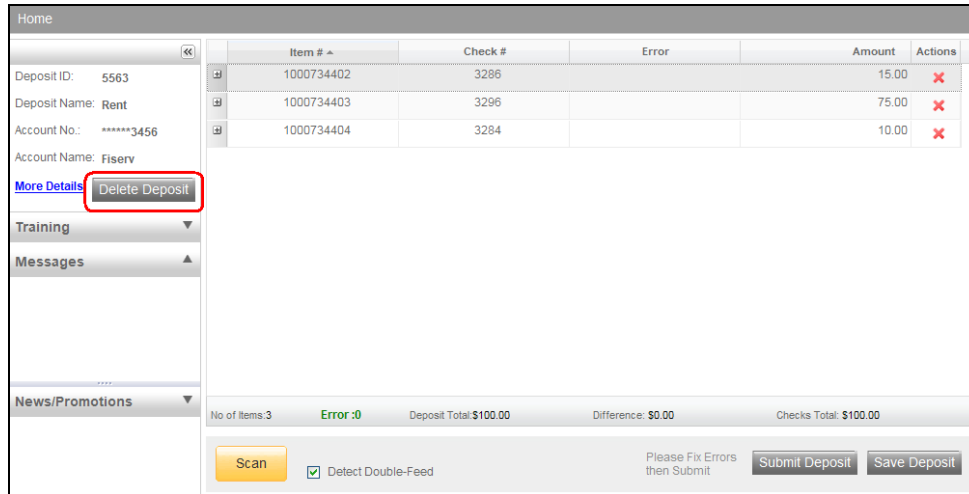 Home
Item # Check # Error Amount Actions
Deposit ID: 5563
Deposit Name: Rent
Account No.: ******3456
Account Name: Fiserv
More Details Delete Deposit
Training
Messages
News/Promotions
1000734402 3286 15.00
1000734403 3296 75.00
1000734404 3284 10.00
No of Items:3 Error :0 Deposit Total:$100.00 Difference: $0.00 Checks Total: $100.00
Scan
Detect Double-Feed
Please Fix Errors
then Submit
Submit Deposit Save Deposit